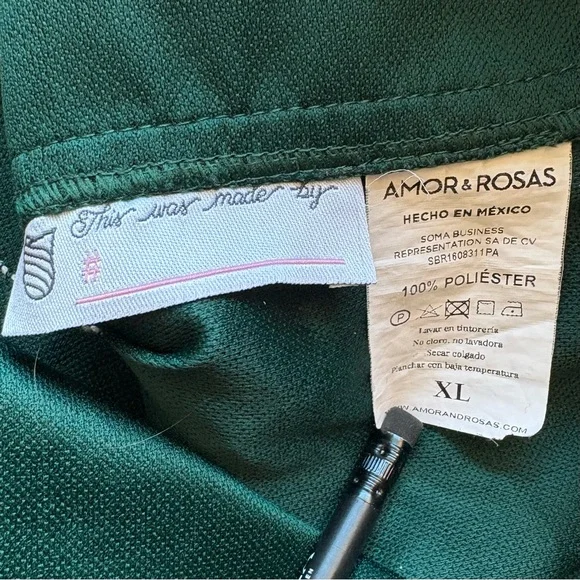 This was made by
#
AMOR & ROSAS
HECHO EN MÉXICO
SOMA BUSINESS
REPRESENTATION SA DE CV
SBR1608311PA
100% POLIÉSTER
P
Lavar en tintorería
No cloro, no lavadora
Secar colgado
Planchar con baja temperatura
XL
WWW.AMORANDROSAS.COM